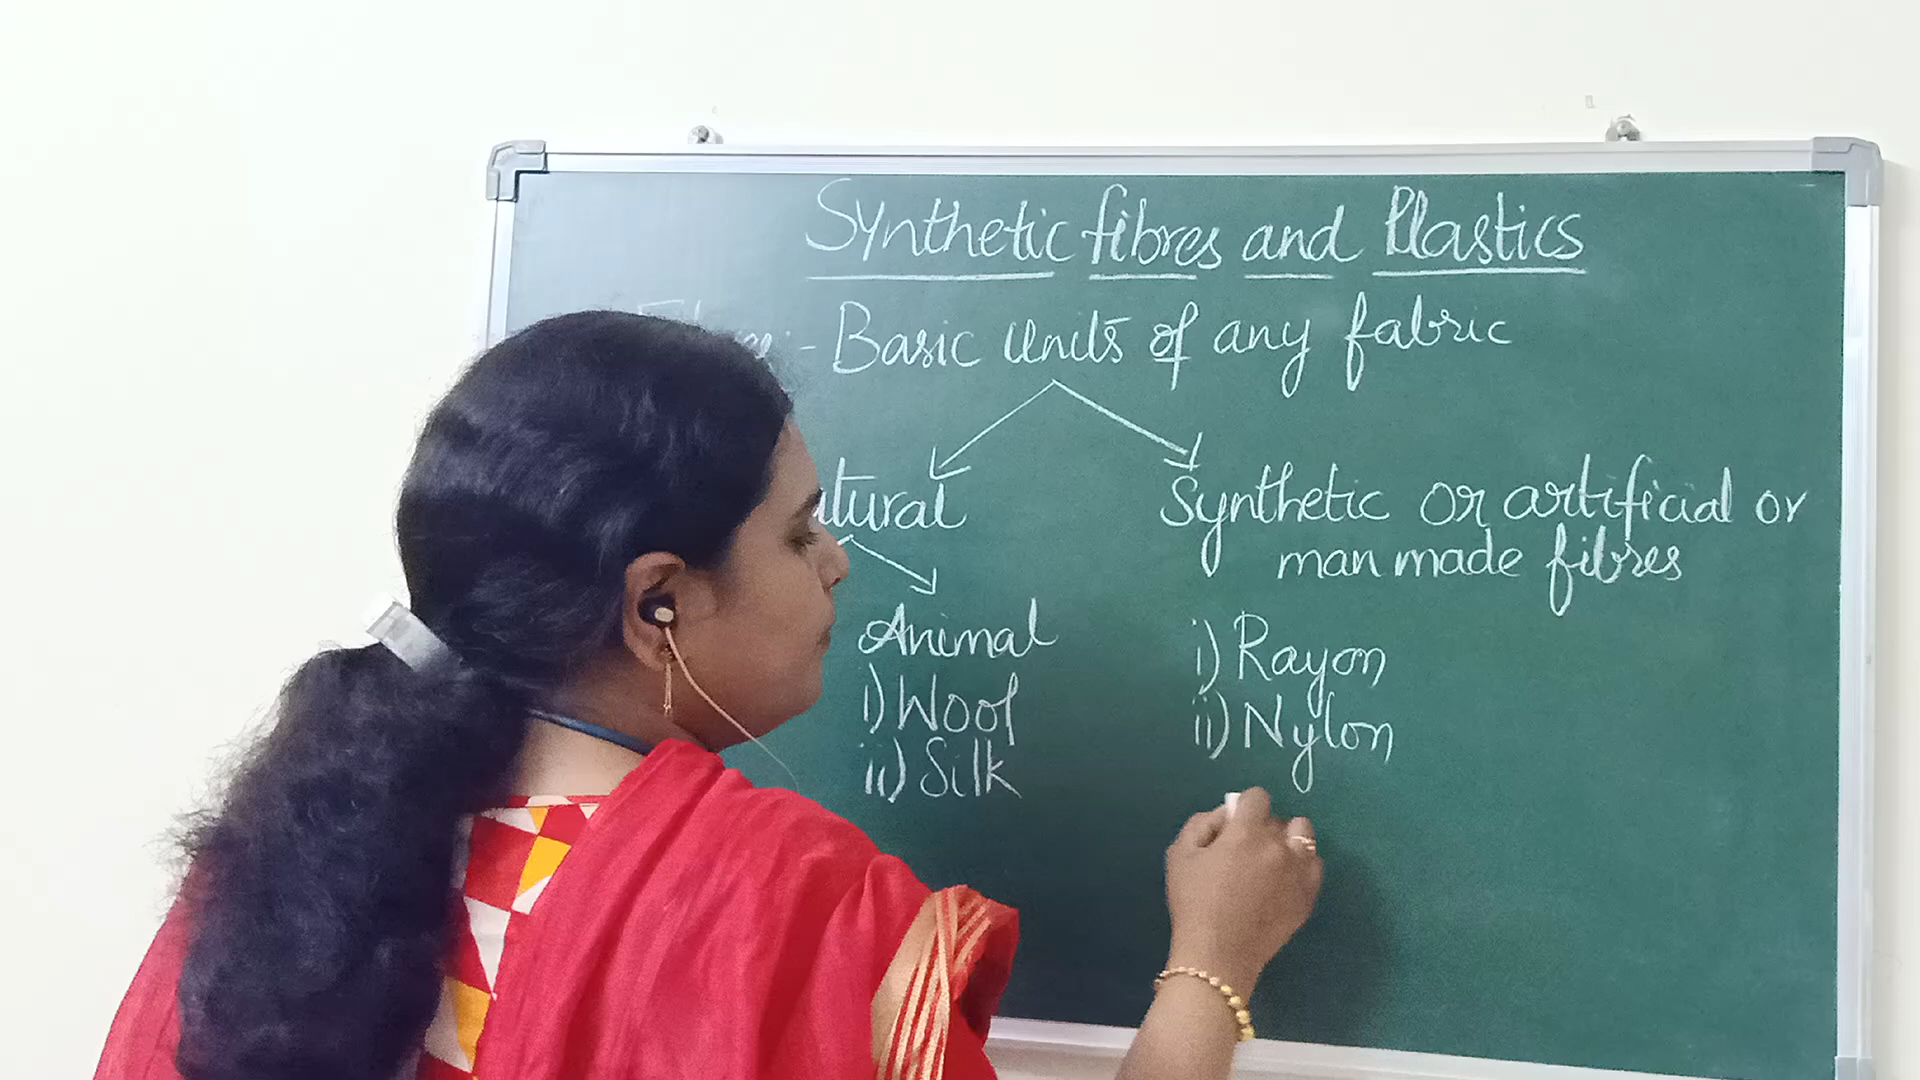 Synthetic fibres and Plastics
:- Basic units of any fabric
Synthetic or artificial or
man made fibres
Animal
i) Wool
ii) Silk
i) Rayon
ii) Nylon